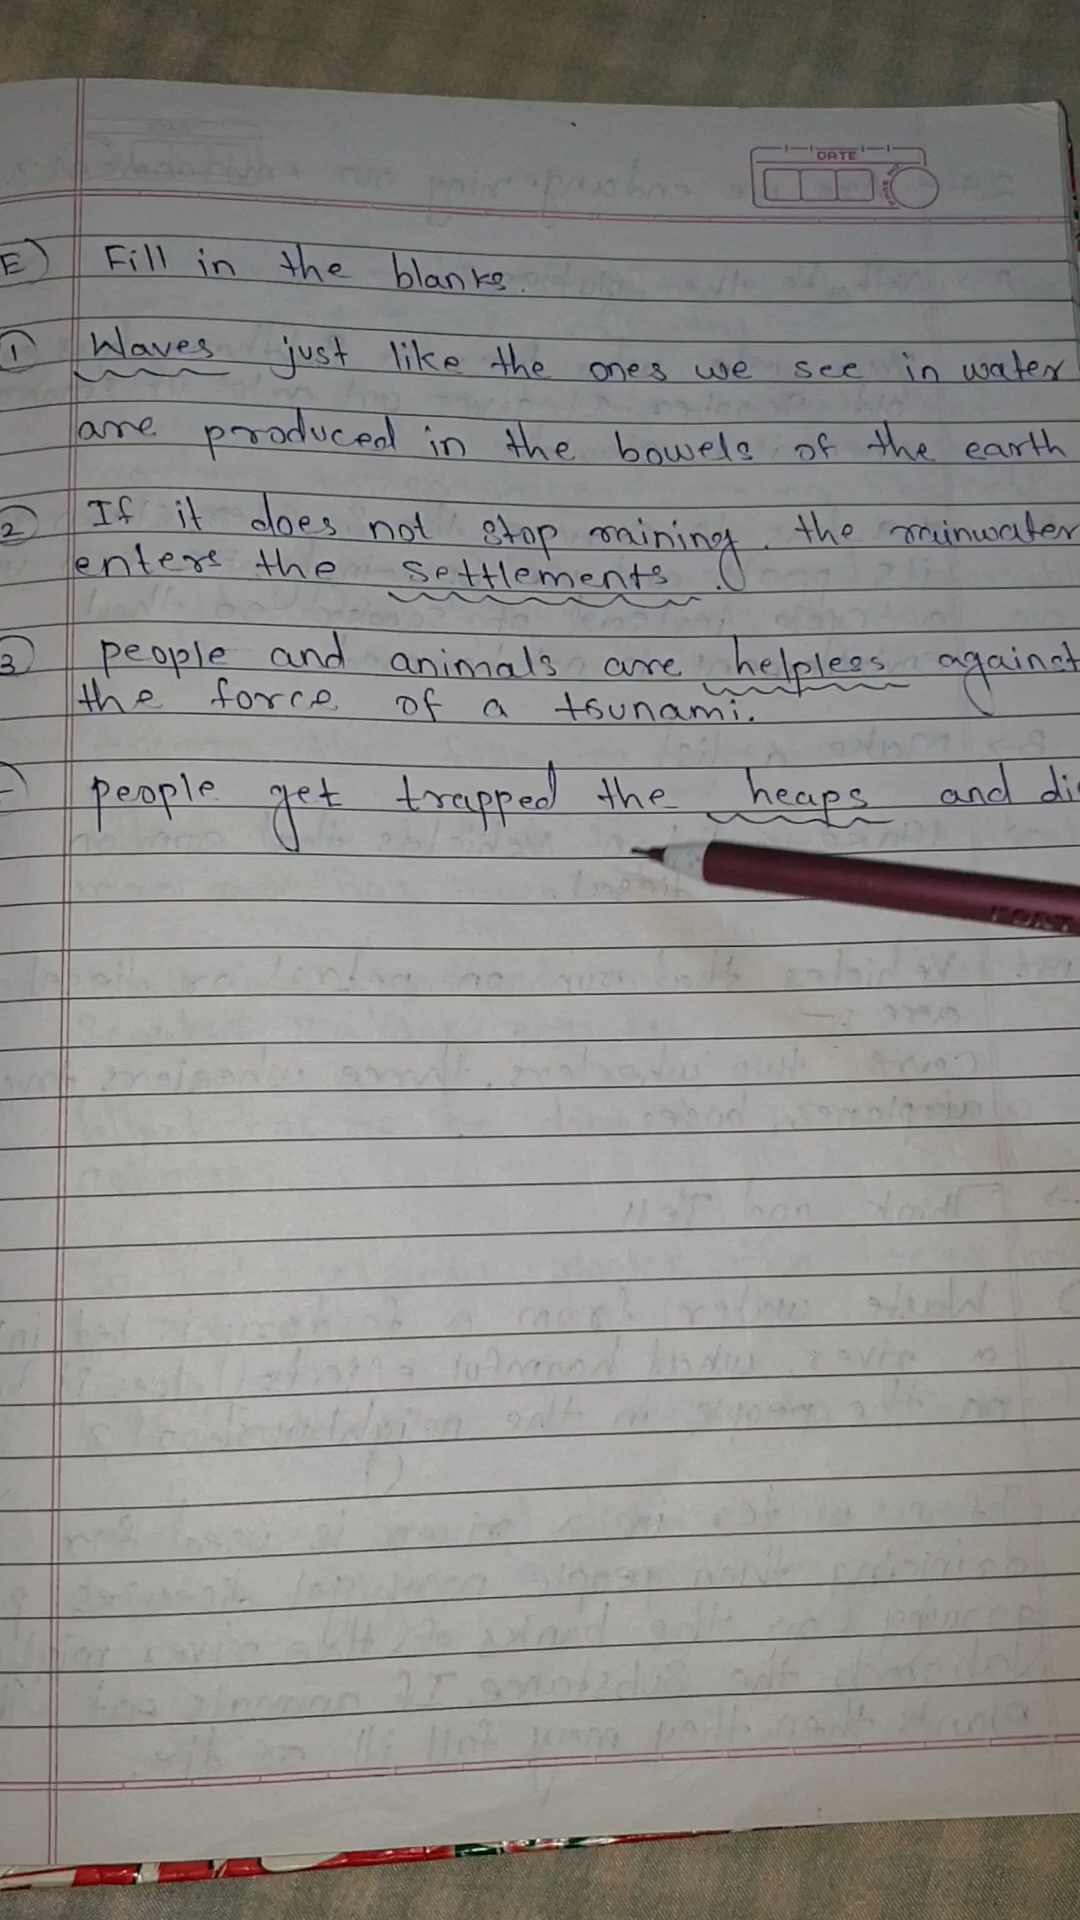 DATE
E) Fill in the blanks.
① Waves just like the ones we see in water
are produced in the bowels of the earth
② If it does not stop raining. the rainwater
enters the settlements.
3 people and animals are helpless against
the force of a tsunami.
people get trapped the heaps and di